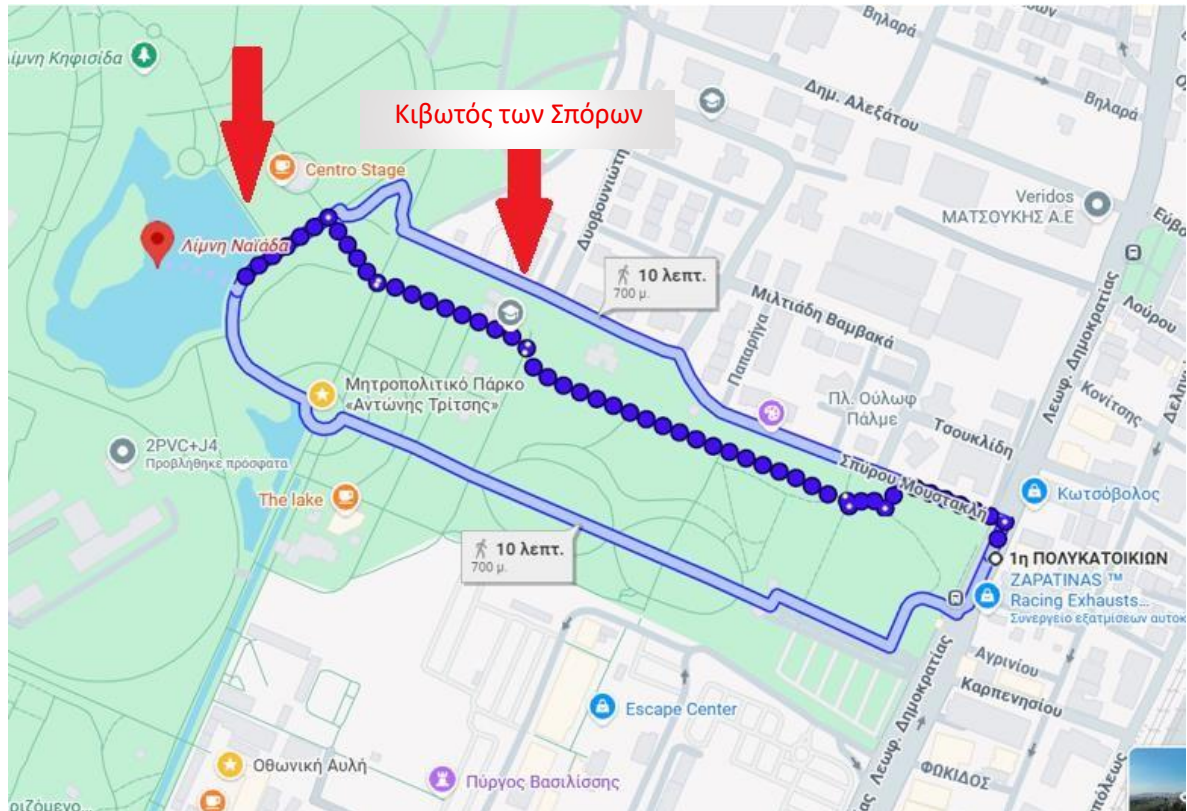 Βηλαρά
Λίμνη Κηφισίδα
Δημ. Αλεξάτου
Βηλαρά
Κιβωτός των Σπόρων
Centro Stage
Δυοβουνιώτη
Veridos
ΜΑΤΣΟΥΚΗΣ Α.Ε
Λίμνη Ναϊάδα
10 λεπτ.
700 μ.
Μιλτιάδη Βαμβακά
Λούρου
Λεωφ. Δημοκρατίας
Παπαρήγα
Κονίτσης
Μητροπολιτικό Πάρκο
«Αντώνης Τρίτσης»
Πλ. Ούλωφ
Πάλμε
Τσουκλίδη
2PVC+J4
Προβλήθηκε πρόσφατα
Σπύρου Μουστακλή
The lake
Κωτσόβολος
10 λεπτ.
700 μ.
1η ΠΟΛΥΚΑΤΟΙΚΙΩΝ
ZAPATINAS ™
Racing Exhausts...
Συνεργείο εξατμίσεων αυτοκ
Αγρινίου
Καρπενησίου
Escape Center
Λεωφ. Δημοκρατίας
Οθωνική Αυλή
Πύργος Βασιλίσσης
ΦΩΚΙΔΟΣ